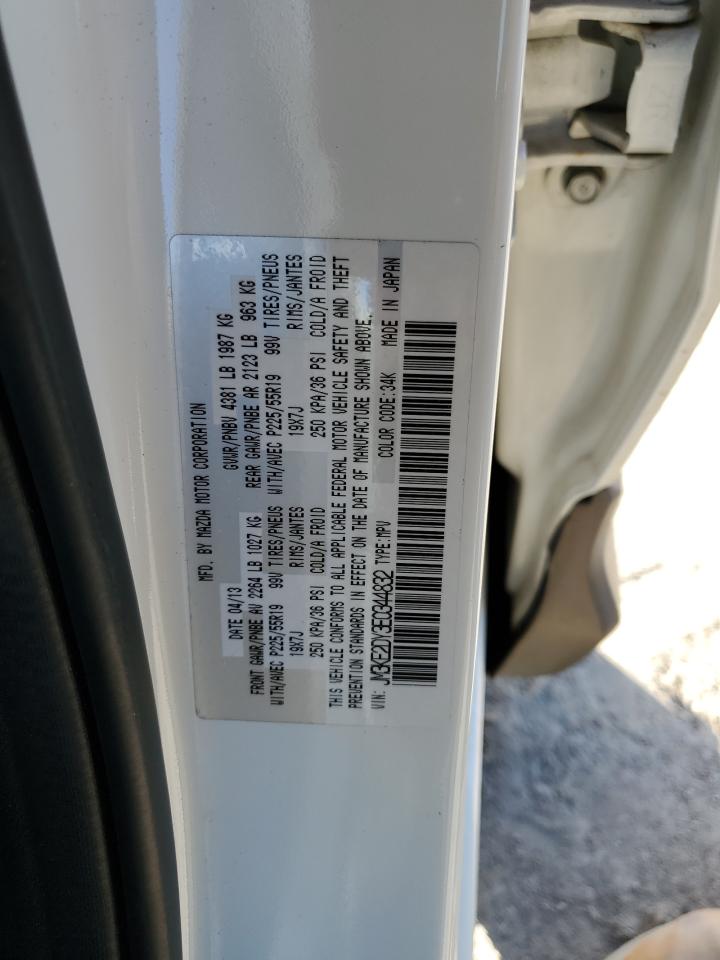 MFD. BY MAZDA MOTOR CORPORATION
DATE 04/13 GVWR/PNBV 4381 LB 1987 KG
FRONT GAWR/PNBE AV 2264 LB 1027 KG REAR GAWR/PNBE AR 2123 LB 963 KG
WITH/AVEC P225/55R19 99V TIRES/PNEUS WITH/AVEC P225/55R19 99V TIRES/PNEUS
19X7J RIMS/JANTES 19X7J RIMS/JANTES
250 KPA/36 PSI COLD/A FROID 250 KPA/36 PSI COLD/A FROID
THIS VEHICLE CONFORMS TO ALL APPLICABLE FEDERAL MOTOR VEHICLE SAFETY AND THEFT
PREVENTION STANDARDS IN EFFECT ON THE DATE OF MANUFACTURE SHOWN ABOVE.
VIN: JM3KE2DY3E0344832 TYPE:MPV COLOR CODE:34K MADE IN JAPAN